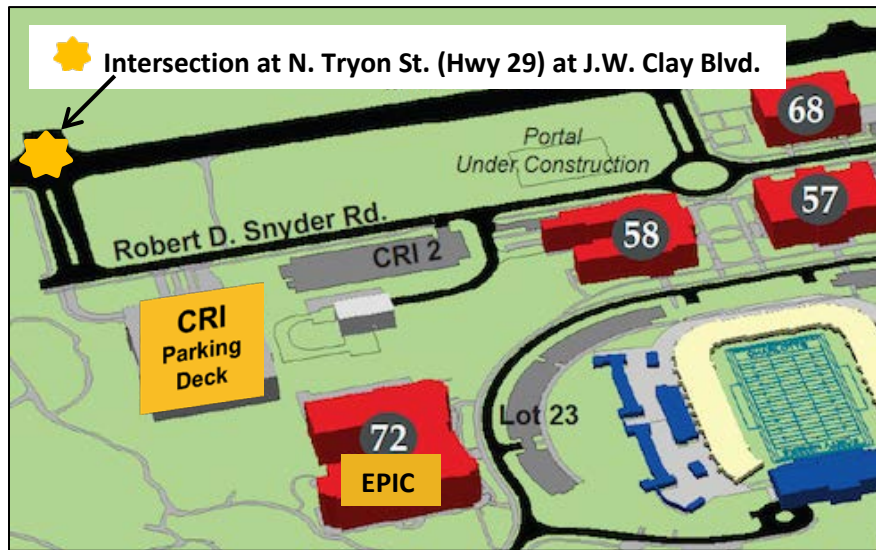 Intersection at N. Tryon St. (Hwy 29) at J.W. Clay Blvd.
68
Portal
Under Construction
57
Robert D. Snyder Rd.
58
CRI 2
CRI
Parking
Deck
Lot 23
72
EPIC